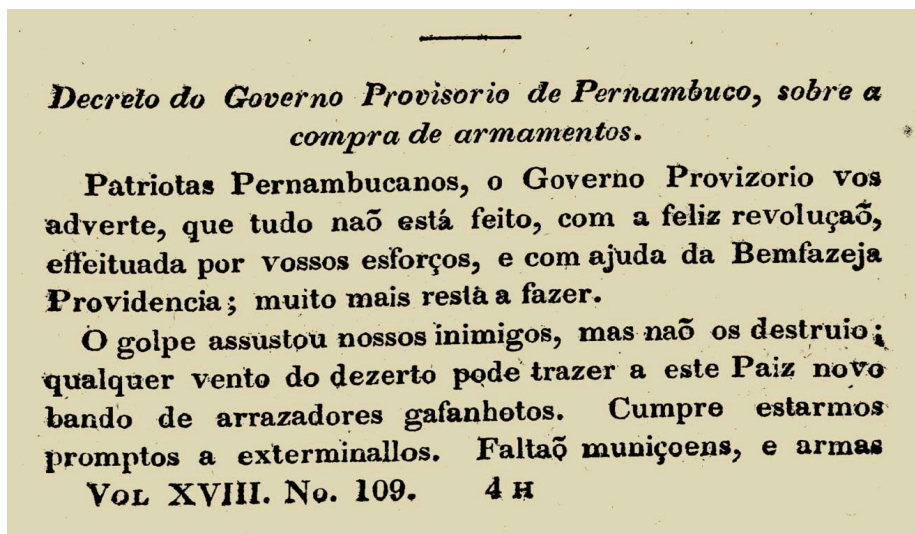 Decreto do Governo Provisorio de Pernambuco, sobre a
compra de armamentos.
Patriotas Pernambucanos, o Governo Provizorio vos
adverte, que tudo naõ está feito, com a feliz revoluçaõ,
effeituada por vossos esforços, e com ajuda da Bemfazeja
Providencia; muito mais resta a fazer.
O golpe assustou nossos inimigos, mas naõ os destruio;
qualquer vento do dezerto pode trazer a este Paiz novo
bando de arrazadores gafanhotos. Cumpre estarmos
promptos a exterminallos. Faltaõ muniçoens, e armas
VOL XVIII. No. 109. 4 H